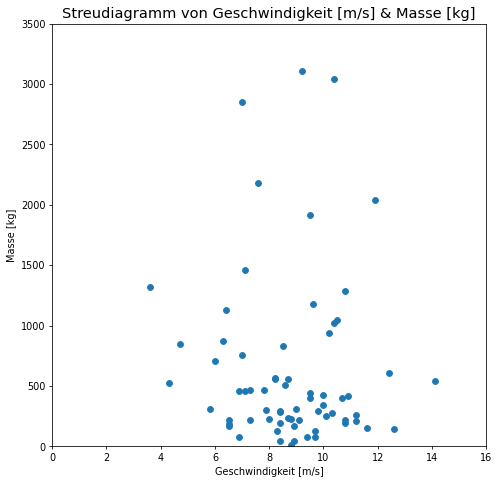 Streudiagramm von Geschwindigkeit [m/s] & Masse [kg]
3500
3000
2500
2000
1500
1000
500
0
Masse [kg]
0 2 4 6 8 10 12 14 16
Geschwindigkeit [m/s]